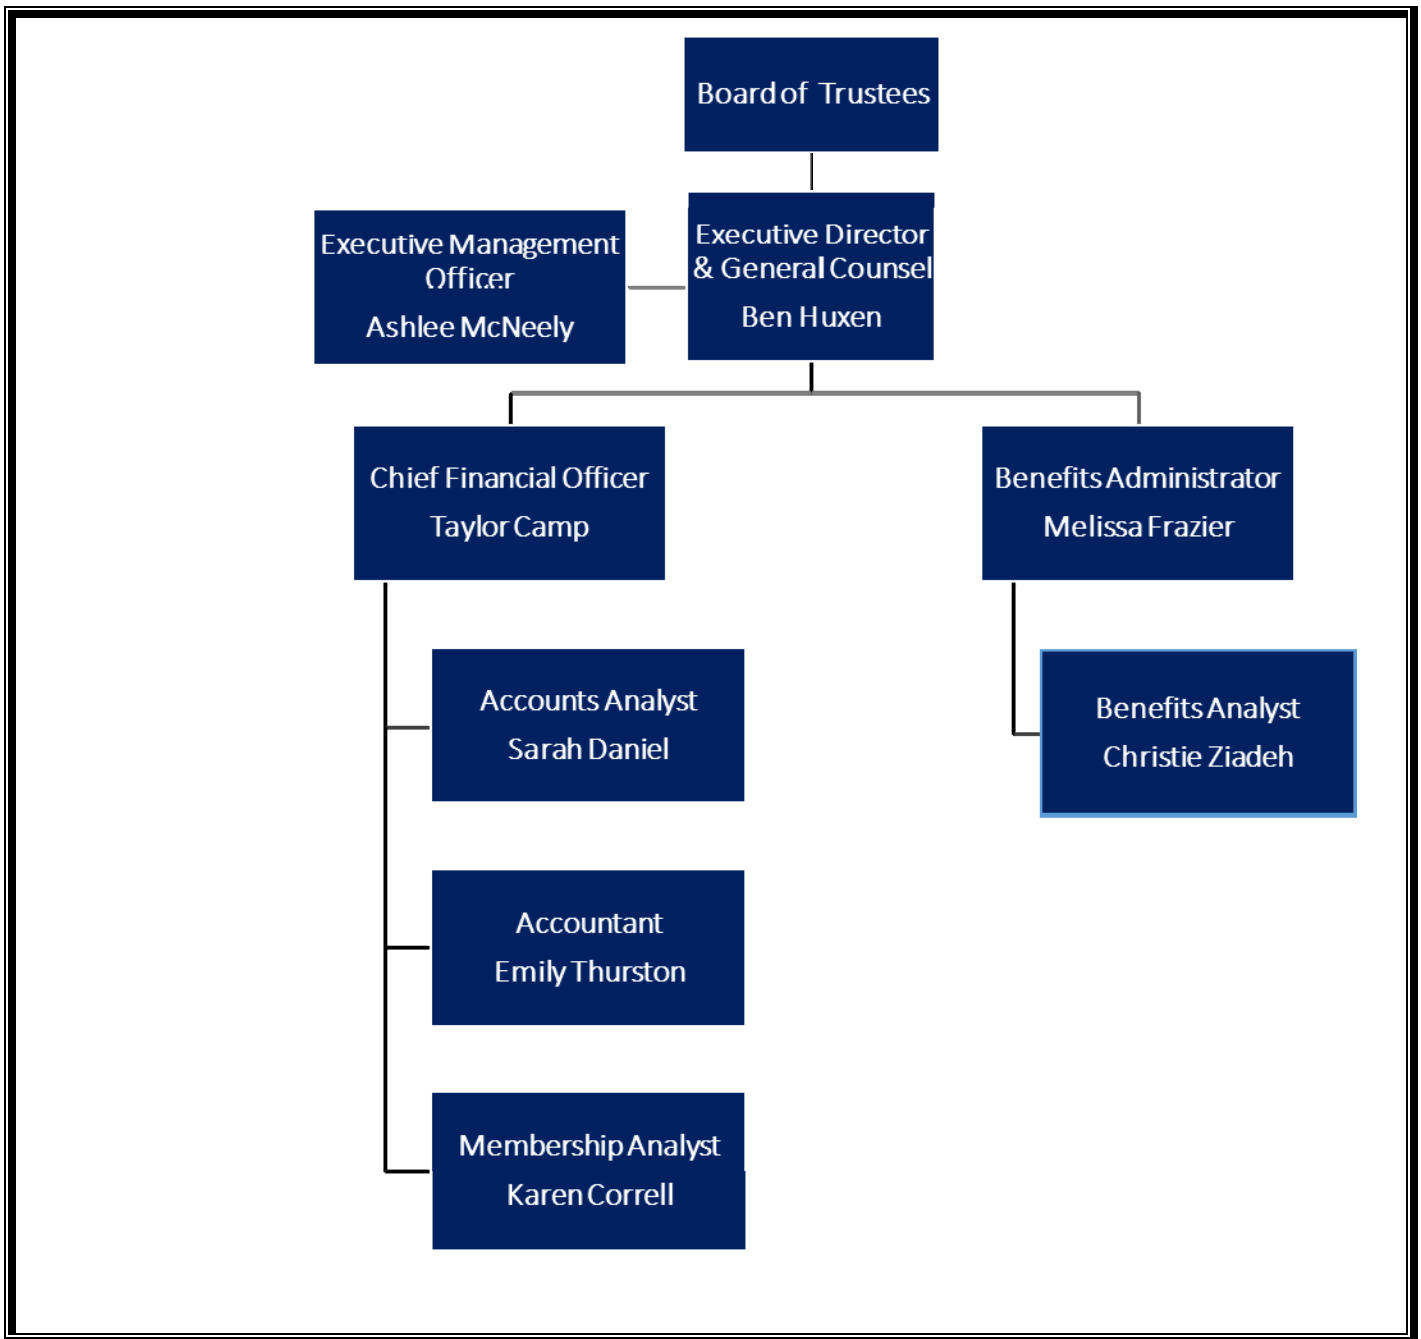 Board of Trustees
Executive Management
Officer
Ashlee McNeely
Executive Director
& General Counsel
Ben Huxen
Chief Financial Officer
Taylor Camp
Benefits Administrator
Melissa Frazier
Accounts Analyst
Sarah Daniel
Benefits Analyst
Christie Ziadeh
Accountant
Emily Thurston
Membership Analyst
Karen Correll